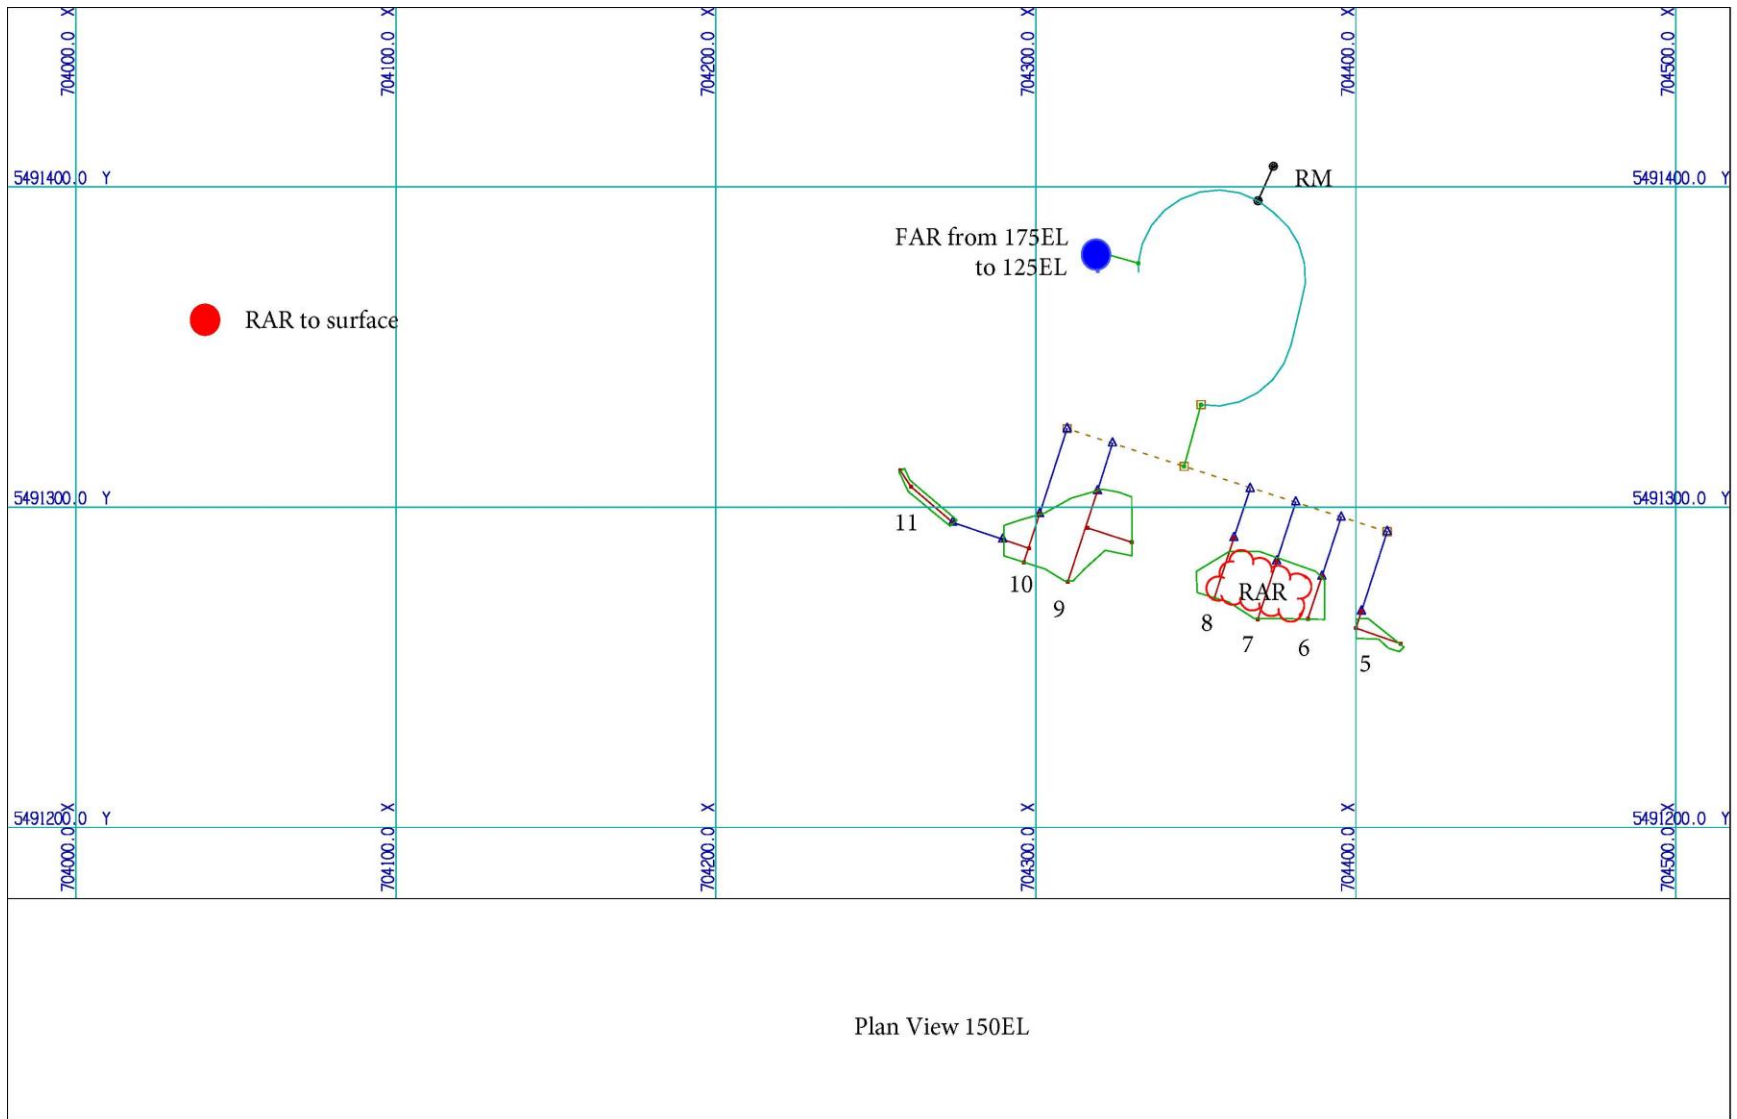 704000.0 X
704100.0 X
704200.0 X
704300.0 X
704400.0 X
704500.0 X
5491400.0 Y
5491400.0 Y
RM
FAR from 175EL
to 125EL
RAR to surface
5491300.0 Y
5491300.0 Y
11
10
9
RAR
8
7
6
5
5491200.0 Y
5491200.0 Y
704000.0 X
704100.0 X
704200.0 X
704300.0 X
704400.0 X
704500.0 X
Plan View 150EL